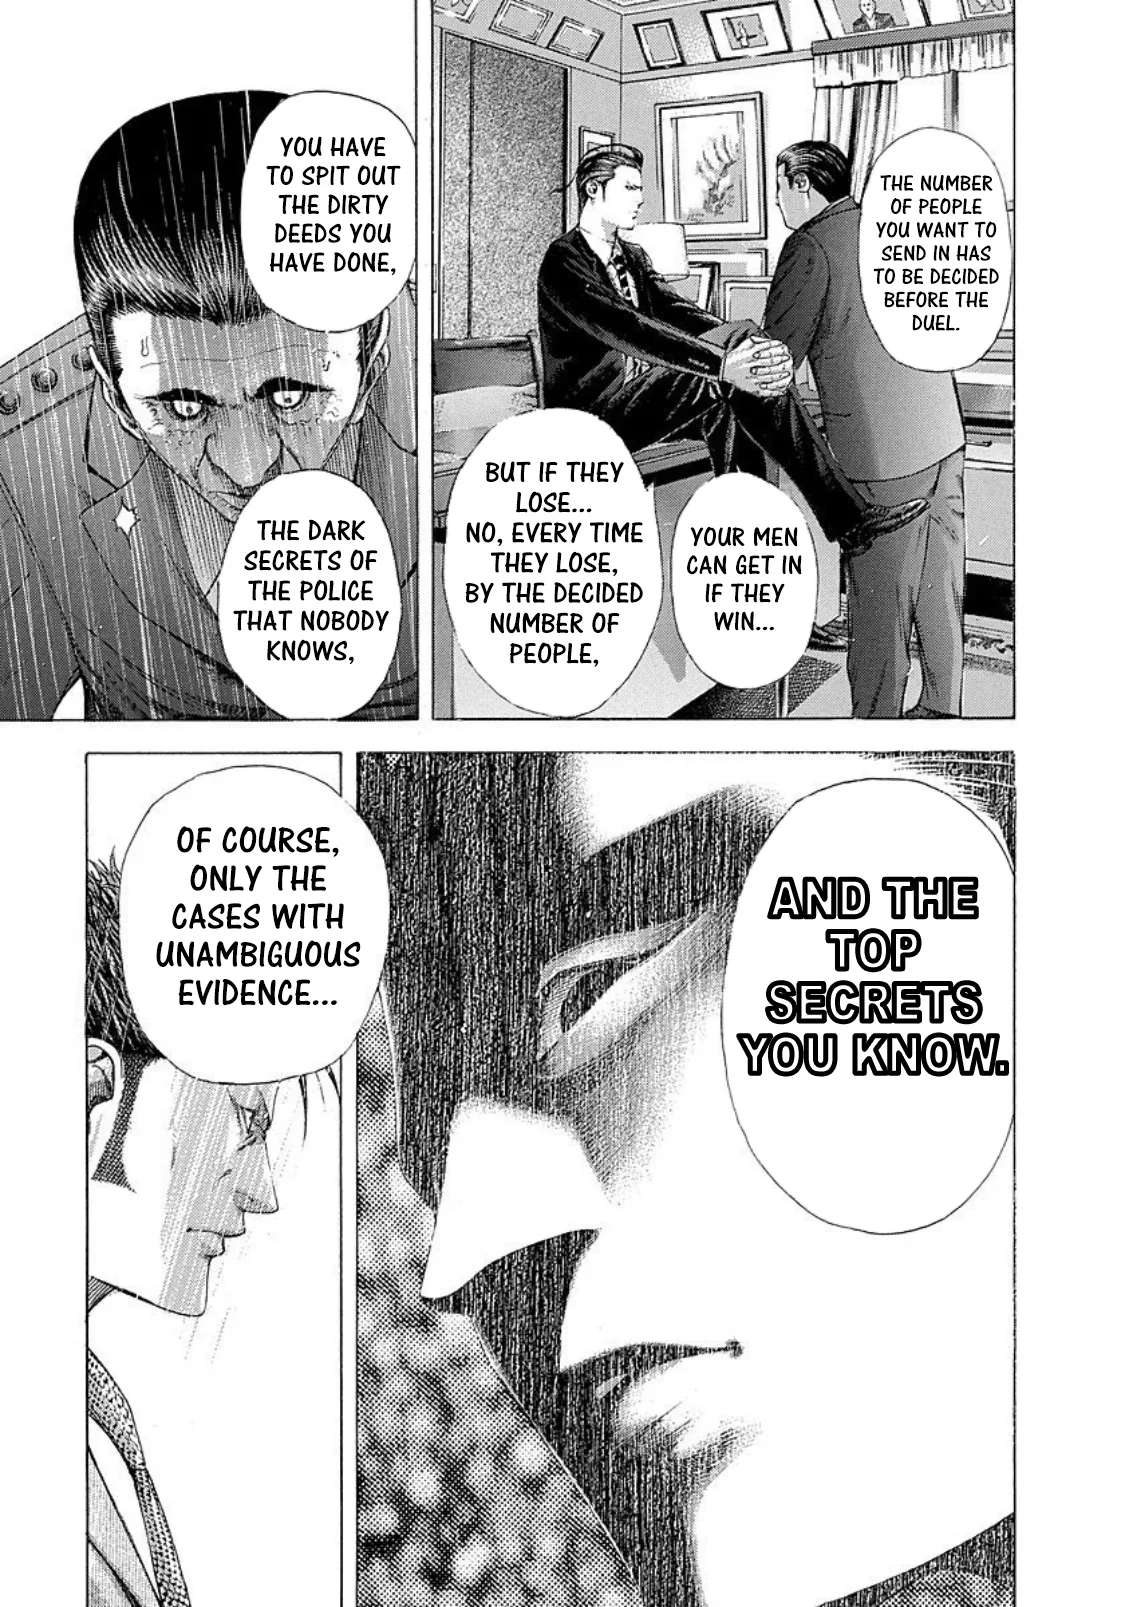 THE NUMBER
OF PEOPLE
YOU WANT TO
SEND IN HAS
TO BE DECIDED
BEFORE THE
DUEL.
YOUR MEN
CAN GET IN
IF THEY
WIN...
BUT IF THEY
LOSE...
NO, EVERY TIME
THEY LOSE,
BY THE DECIDED
NUMBER OF
PEOPLE,
YOU HAVE
TO SPIT OUT
THE DIRTY
DEEDS YOU
HAVE DONE,
THE DARK
SECRETS OF
THE POLICE
THAT NOBODY
KNOWS,
AND THE
TOP
SECRETS
YOU KNOW.
OF COURSE,
ONLY THE
CASES WITH
UNAMBIGUOUS
EVIDENCE...